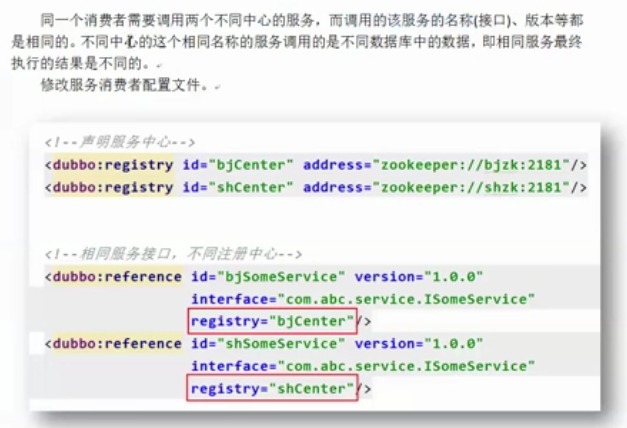 同一个消费者需要调用两个不同中心的服务，而调用的该服务的名称(接口)、版本等都
是相同的。不同中心的这个相同名称的服务调用的是不同数据库中的数据，即相同服务最终
执行的结果是不同的。
修改服务消费者配置文件。
<!--声明服务中心-->
<dubbo:registry id="bjCenter" address="zookeeper://bjzk:2181"/>
<dubbo:registry id="shCenter" address="zookeeper://shzk:2181"/>
<!--相同服务接口，不同注册中心-->
<dubbo:reference id="bjSomeService" version="1.0.0"
interface="com.abc.service.ISomeService"
registry="bjCenter"/>
<dubbo:reference id="shSomeService" version="1.0.0"
interface="com.abc.service.ISomeService"
registry="shCenter"/>